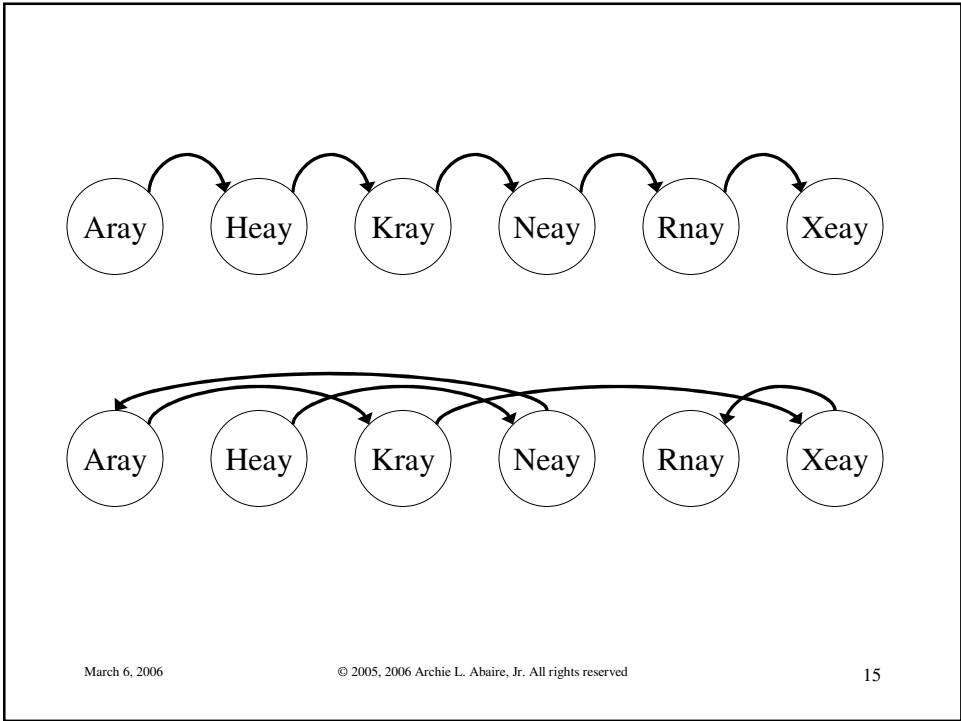 Aray Heay Kray Neay Rnay Xeay
Aray Heay Kray Neay Rnay Xeay
March 6, 2006 © 2005, 2006 Archie L. Abaire, Jr. All rights reserved 15